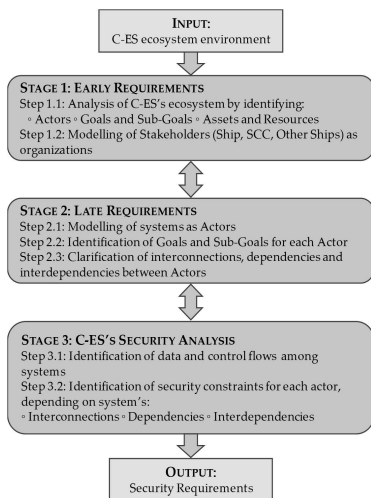 INPUT:
C-ES ecosystem environment
STAGE 1: EARLY REQUIREMENTS
Step 1.1: Analysis of C-ES's ecosystem by identifying:
◦ Actors ◦ Goals and Sub-Goals ◦ Assets and Resources
Step 1.2: Modelling of Stakeholders (Ship, SCC, Other Ships) as
organizations
STAGE 2: LATE REQUIREMENTS
Step 2.1: Modelling of systems as Actors
Step 2.2: Identification of Goals and Sub-Goals for each Actor
Step 2.3: Clarification of interconnections, dependencies and
interdependencies between Actors
STAGE 3: C-ES'S SECURITY ANALYSIS
Step 3.1: Identification of data and control flows among
systems
Step 3.2: Identification of security constraints for each actor,
depending on system's:
◦ Interconnections ◦ Dependencies ◦ Interdependencies
OUTPUT:
Security Requirements